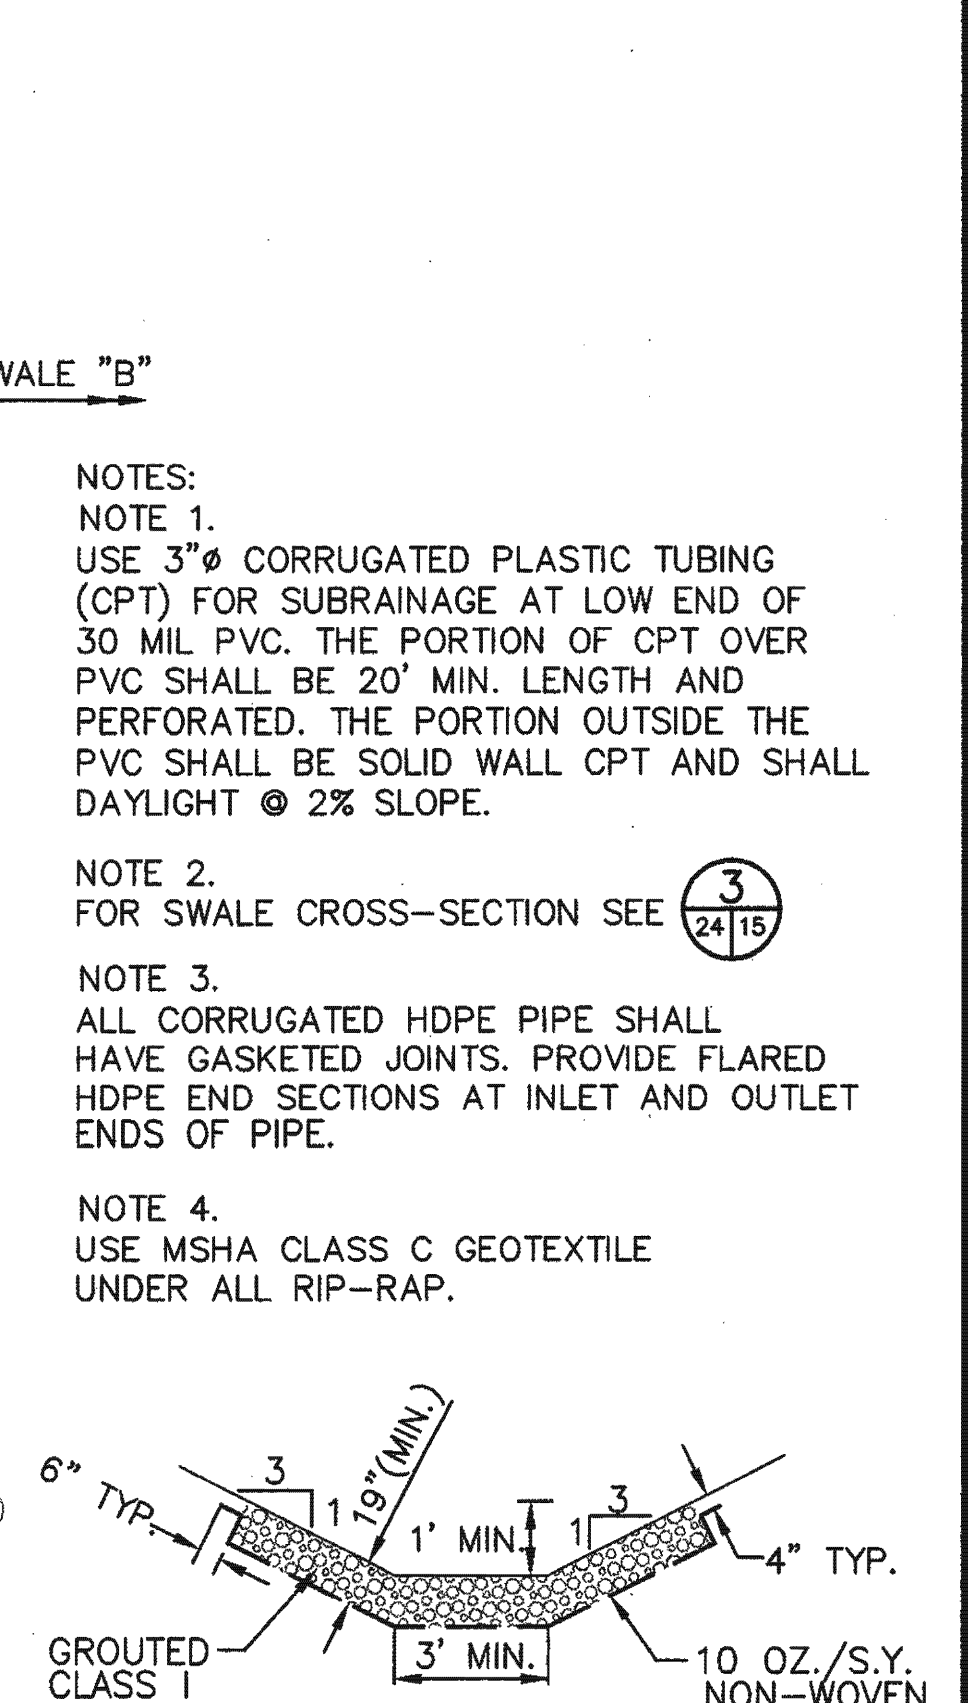 WALE "B"
NOTES:
NOTE 1.
USE 3"ø CORRUGATED PLASTIC TUBING
(CPT) FOR SUBRAINAGE AT LOW END OF
30 MIL PVC. THE PORTION OF CPT OVER
PVC SHALL BE 20' MIN. LENGTH AND
PERFORATED. THE PORTION OUTSIDE THE
PVC SHALL BE SOLID WALL CPT AND SHALL
DAYLIGHT @ 2% SLOPE.
NOTE 2.
FOR SWALE CROSS-SECTION SEE
3
24 15
NOTE 3.
ALL CORRUGATED HDPE PIPE SHALL
HAVE GASKETED JOINTS. PROVIDE FLARED
HDPE END SECTIONS AT INLET AND OUTLET
ENDS OF PIPE.
NOTE 4.
USE MSHA CLASS C GEOTEXTILE
UNDER ALL RIP-RAP.
6" TYP.
3
1
19"(MIN.)
1' MIN.
3
1
4" TYP.
3' MIN.
GROUTED
CLASS I
10 OZ./S.Y.
NON-WOVEN